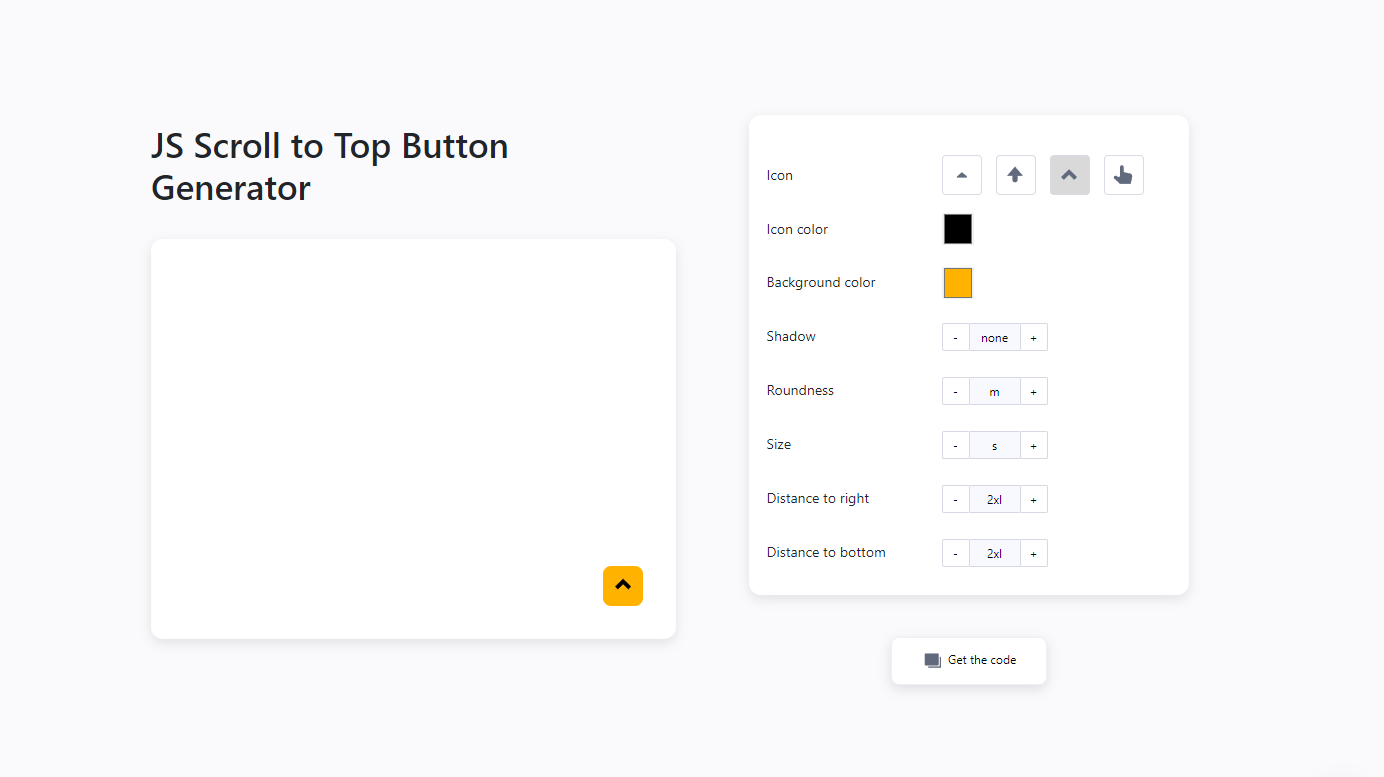 JS Scroll to Top Button
Generator
Icon
Icon color
Background color
Shadow
- none +
Roundness
- m +
Size
- s +
Distance to right
- 2xl +
Distance to bottom
- 2xl +
Get the code